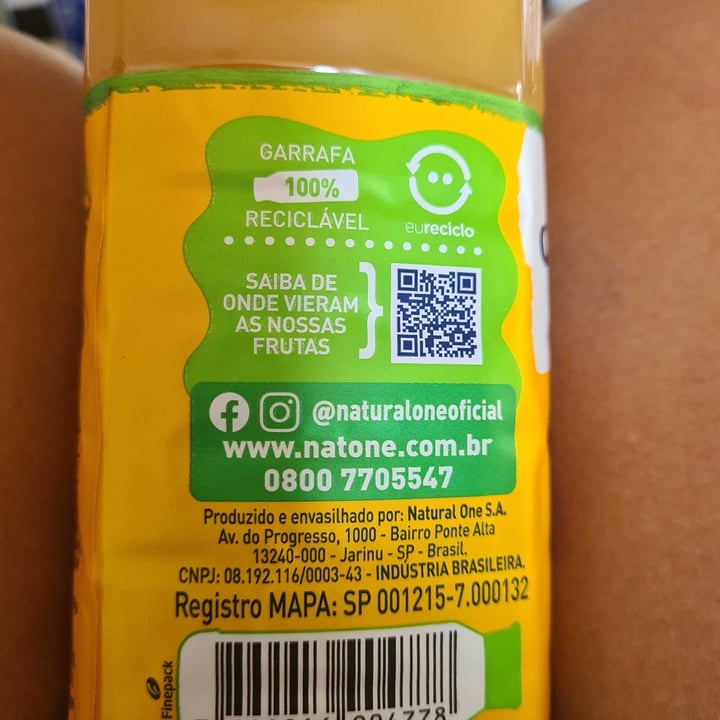 GARRAFA
100%
RECICLÁVEL
eureciclo
SAIBA DE
ONDE VIERAM
AS NOSSAS
FRUTAS
@naturaloneoficial
www.natone.com.br
0800 7705547
Produzido e envasilhado por: Natural One S.A.
Av. do Progresso, 1000 - Bairro Ponte Alta
13240-000 - Jarinu - SP - Brasil.
CNPJ: 08.192.116/0003-43 - INDÚSTRIA BRASILEIRA.
Registro MAPA: SP 001215-7.000132
Finepack